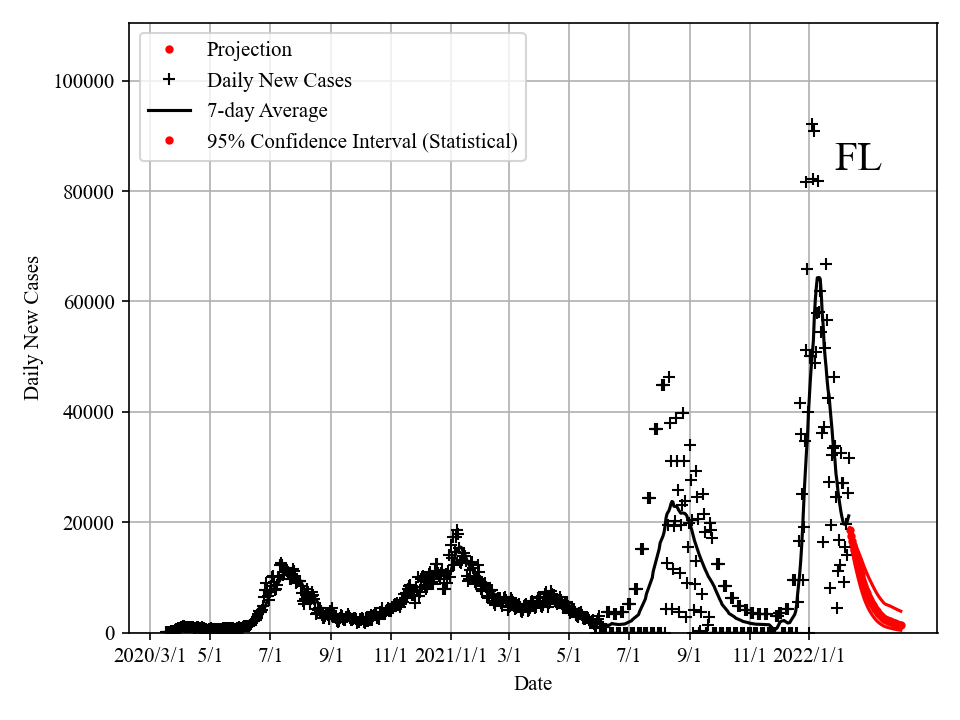 Projection
Daily New Cases
7-day Average
95% Confidence Interval (Statistical)
FL
Daily New Cases
100000
80000
60000
40000
20000
0
2020/3/1 5/1 7/1 9/1 11/1 2021/1/1 3/1 5/1 7/1 9/1 11/1 2022/1/1
Date